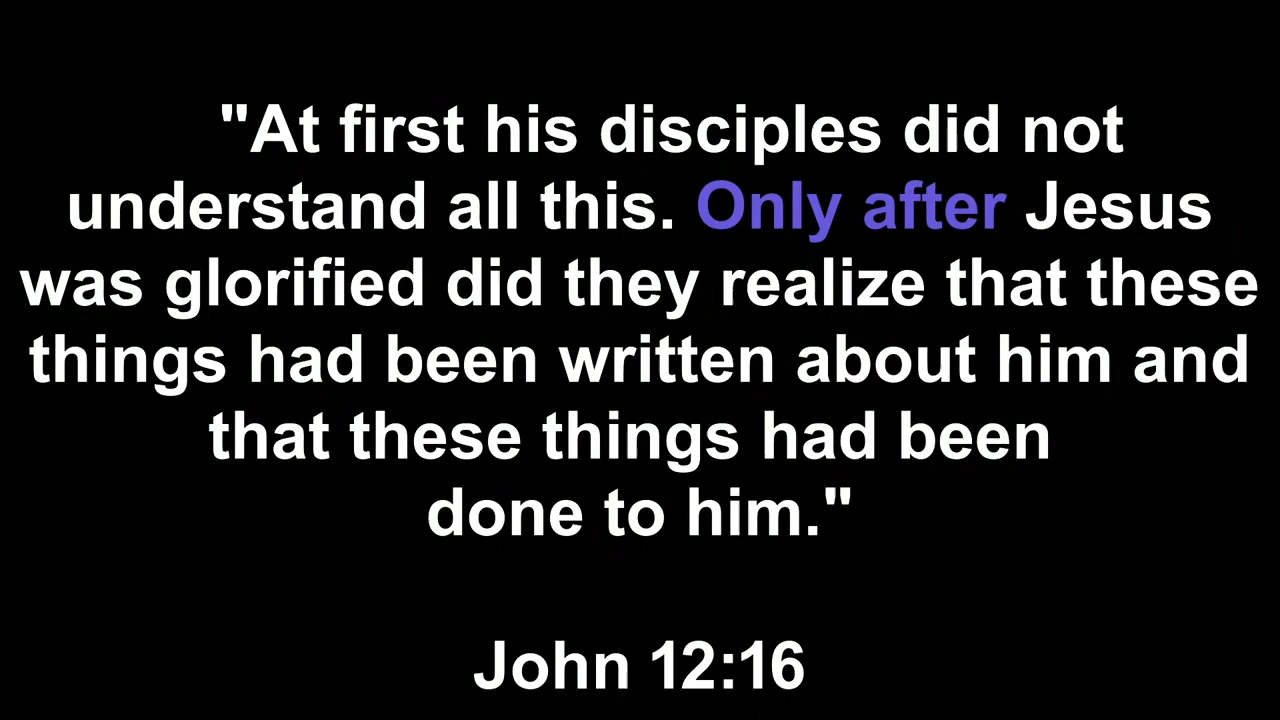 "At first his disciples did not
understand all this. Only after Jesus
was glorified did they realize that these
things had been written about him and
that these things had been
done to him."
John 12:16